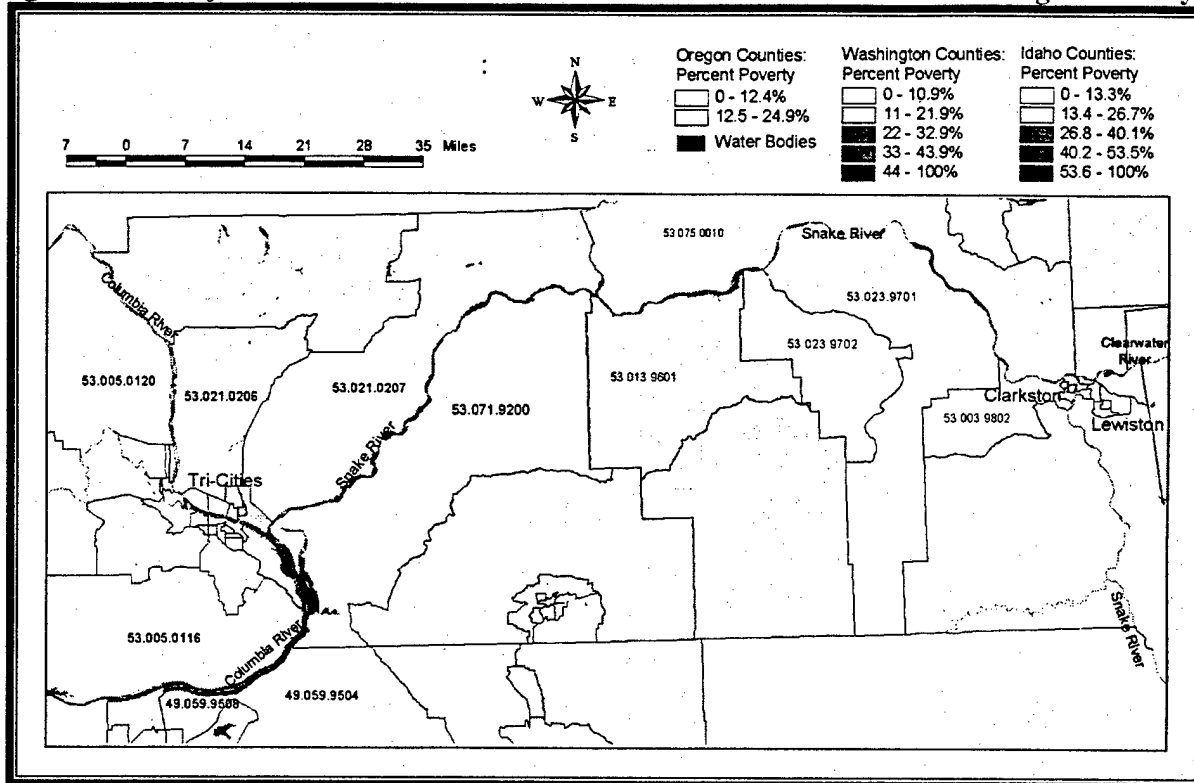 N
W E
S
7 0 7 14 21 28 35 Miles
Oregon Counties:
Percent Poverty
0 - 12.4%
12.5 - 24.9%
Water Bodies
Washington Counties:
Percent Poverty
0 - 10.9%
11 - 21.9%
22 - 32.9%
33 - 43.9%
44 - 100%
Idaho Counties:
Percent Poverty
0 - 13.3%
13.4 - 26.7%
26.8 - 40.1%
40.2 - 53.5%
53.6 - 100%
53.075.0010
Snake River
Columbia River
53.023.9701
53.023.9702
Clearwater
River
53.005.0120
53.021.0206
53.021.0207
53.071.9200
53.013.9601
Clarkston
53.003.9802
Lewiston
Snake River
Tri-Cities
53.005.0116
Columbia River
Snake River
49.059.9508
49.059.9504